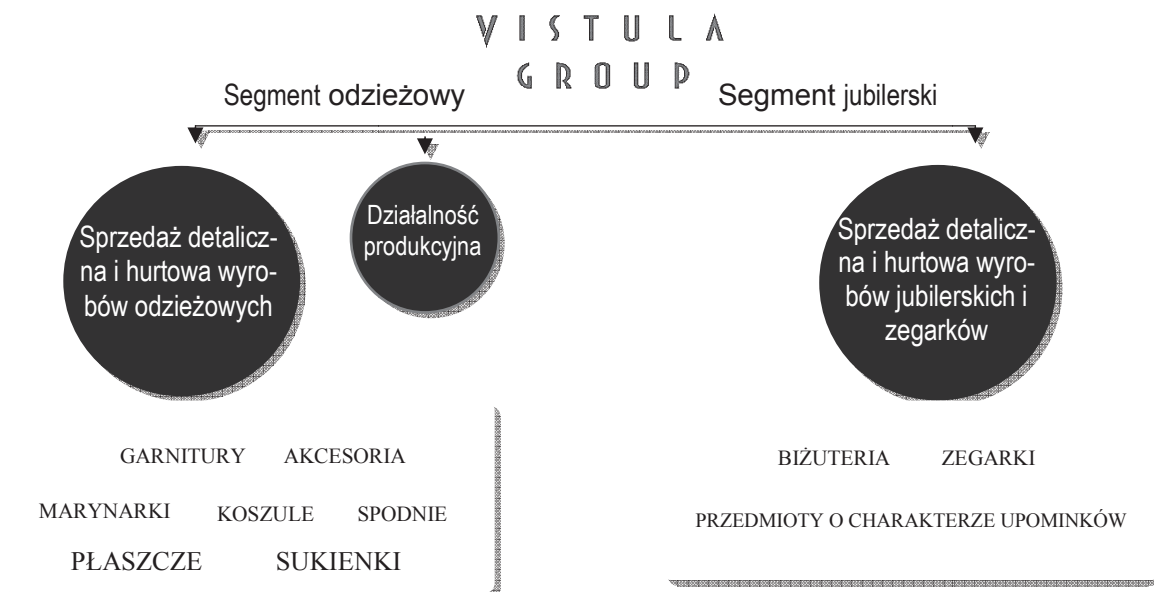 VISTULA
GROUP
Segment odzieżowy
Segment jubilerski
Sprzedaż detalicz-
na i hurtowa wyro-
bów odzieżowych
Działalność
produkcyjna
Sprzedaż detalicz-
na i hurtowa wyro-
bów jubilerskich i
zegarków
GARNITURY AKCESORIA
MARYNARKI KOSZULE SPODNIE
PŁASZCZE SUKIENKI
BIŻUTERIA ZEGARKI
PRZEDMIOTY O CHARAKTERZE UPOMINKÓW